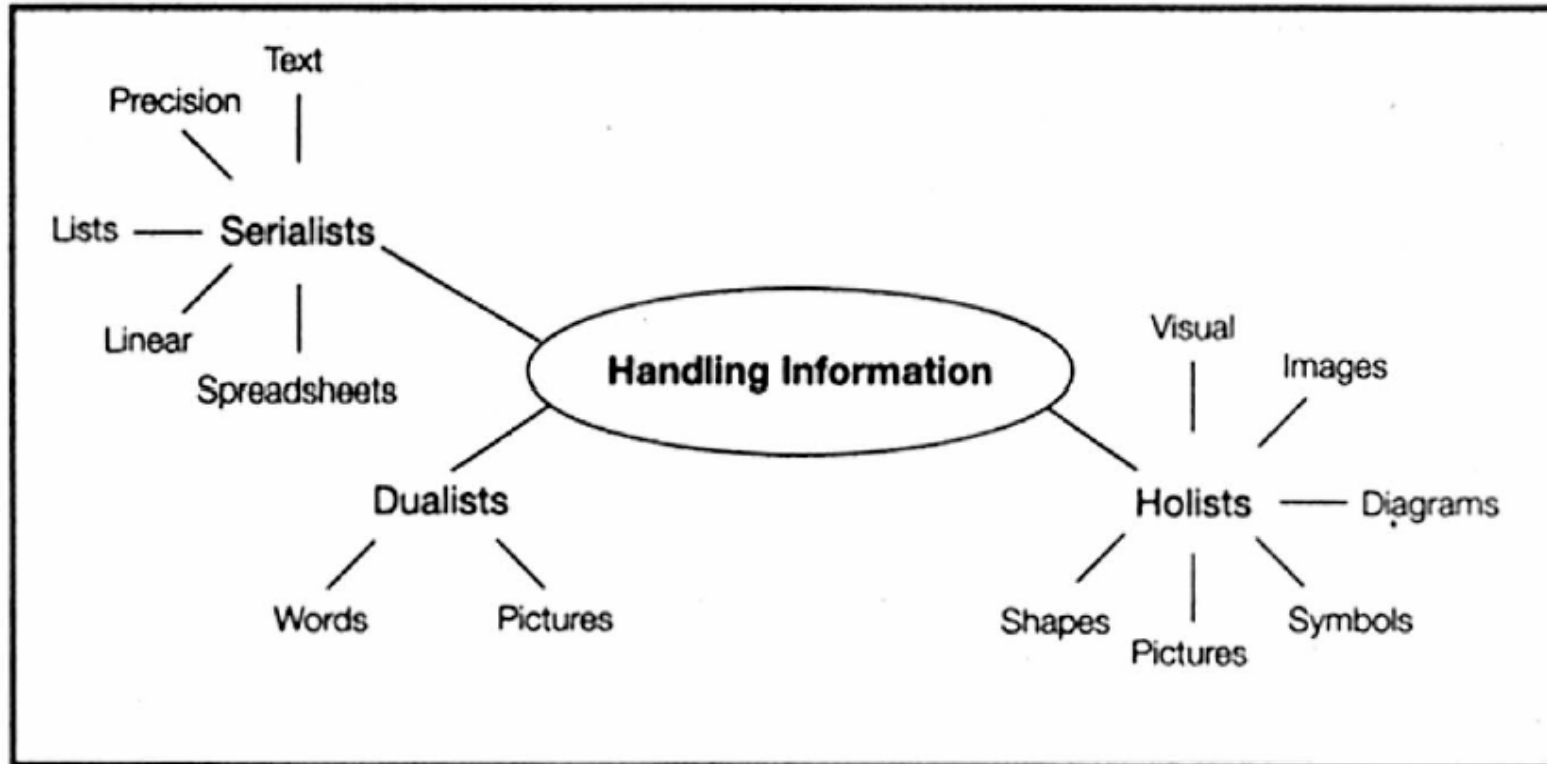 Text
Precision
Lists
Serialists
Linear
Spreadsheets
Handling Information
Dualists
Words
Pictures
Visual
Images
Holists
Diagrams
Shapes
Pictures
Symbols